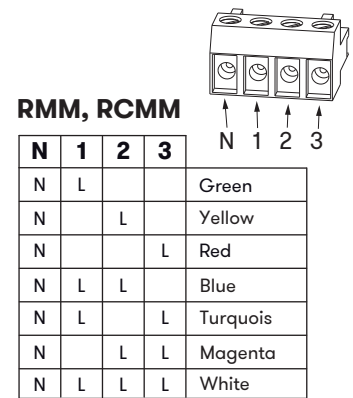 RMM, RCMM
N 1 2 3
N 1 2 3
N L Green
N L Yellow
N L Red
N L L Blue
N L L Turquois
N L L Magenta
N L L L White